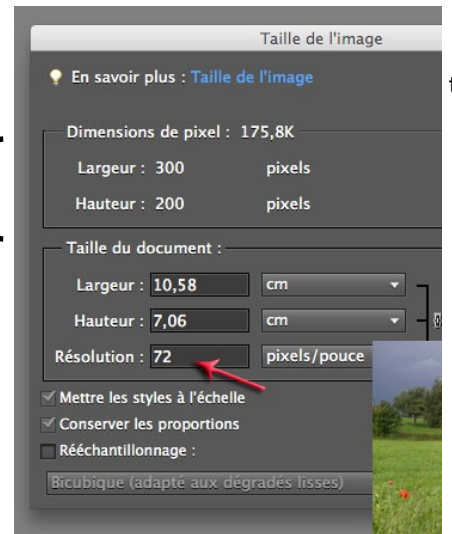 Taille de l'image
En savoir plus : Taille de l'image
Dimensions de pixel : 175,8K
Largeur : 300 pixels
Hauteur : 200 pixels
Taille du document :
Largeur : 10,58 cm
Hauteur : 7,06 cm
Résolution : 72 pixels/pouce
Mettre les styles à l'échelle
Conserver les proportions
Rééchantillonnage :
Bicubique (adapté aux dégradés lisses)